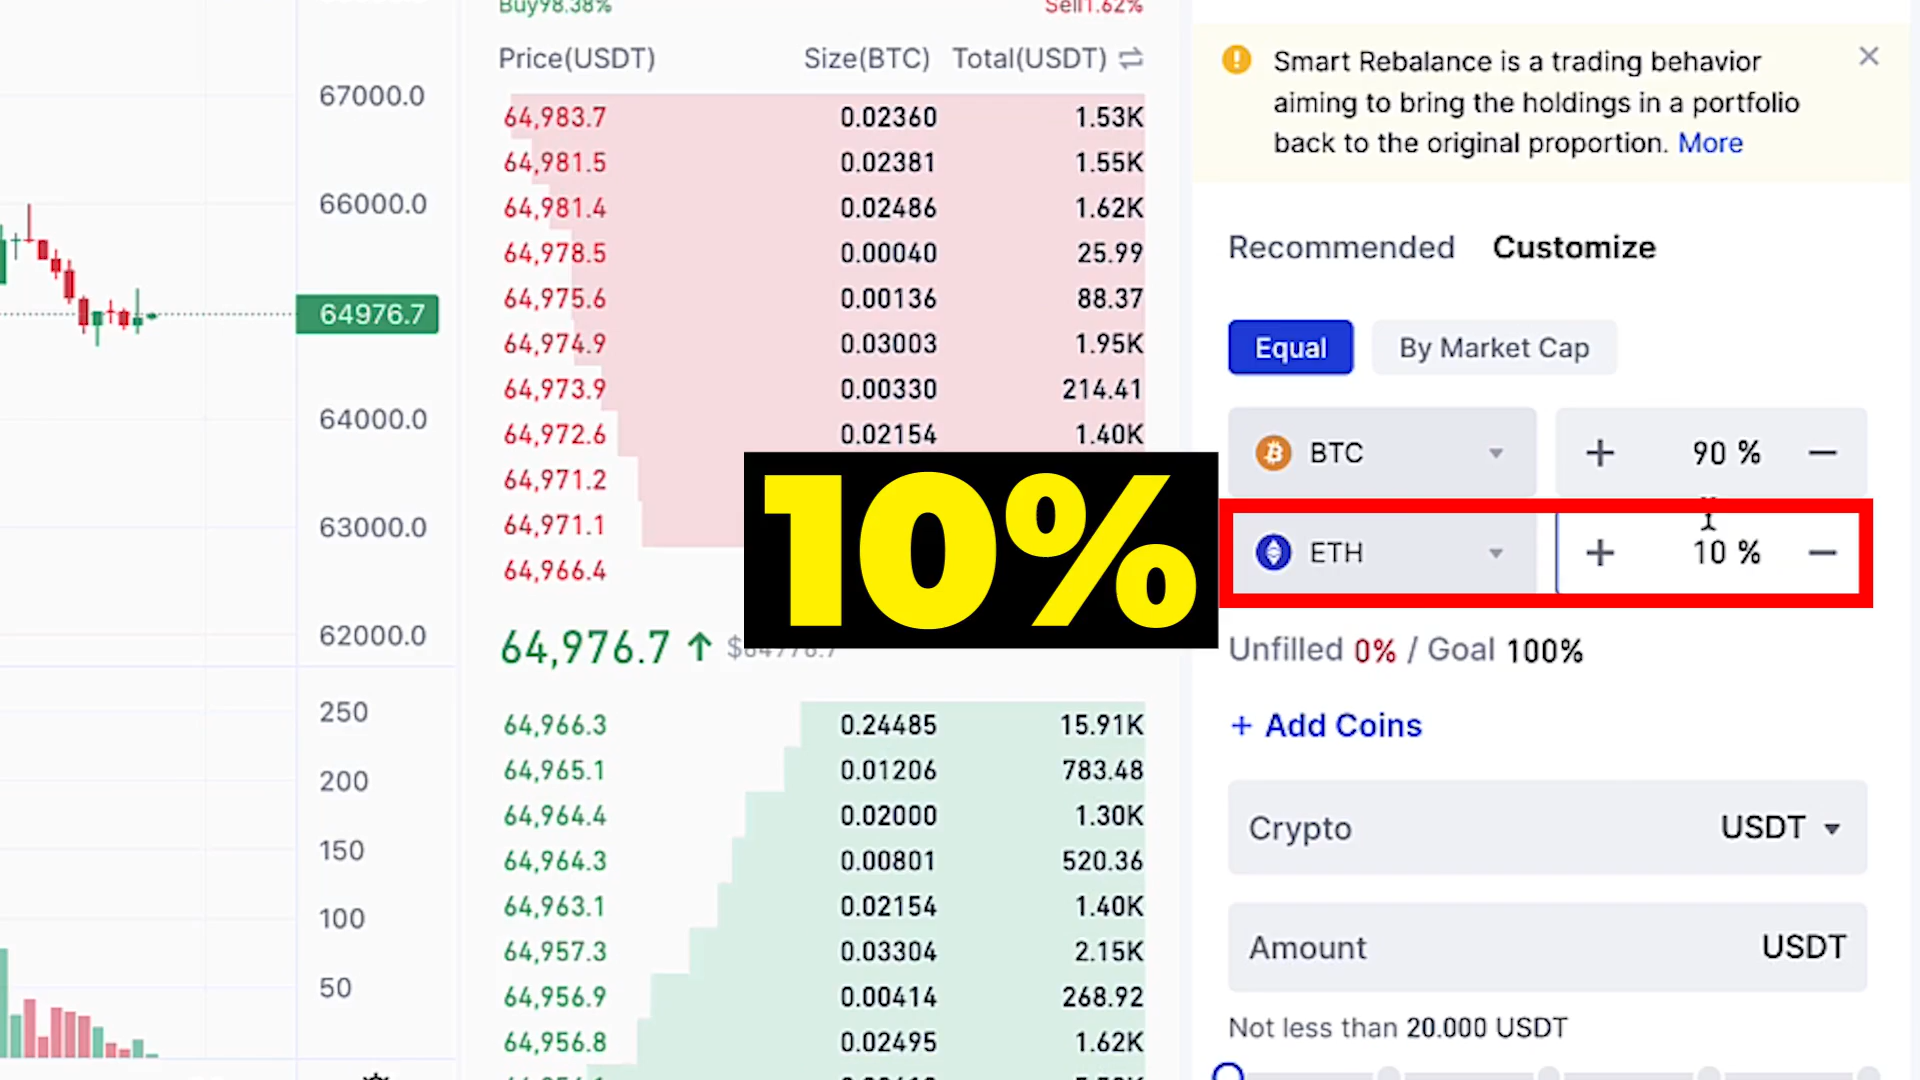 Buy98.38% Sell1.62%
Price(USDT) Size(BTC) Total(USDT)
67000.0
66000.0
64976.7
64000.0
63000.0
62000.0
250
200
150
100
50
64,983.7 0.02360 1.53K
64,981.5 0.02381 1.55K
64,981.4 0.02486 1.62K
64,978.5 0.00040 25.99
64,975.6 0.00136 88.37
64,974.9 0.03003 1.95K
64,973.9 0.00330 214.41
64,972.6 0.02154 1.40K
64,971.2
64,971.1
64,966.4
10%
64,976.7
64,966.3 0.24485 15.91K
64,965.1 0.01206 783.48
64,964.4 0.02000 1.30K
64,964.3 0.00801 520.36
64,963.1 0.02154 1.40K
64,957.3 0.03304 2.15K
64,956.9 0.00414 268.92
64,956.8 0.02495 1.62K
Smart Rebalance is a trading behavior
aiming to bring the holdings in a portfolio
back to the original proportion. More
Recommended Customize
Equal By Market Cap
BTC + 90 % −
ETH + 10 % −
Unfilled 0% / Goal 100%
+ Add Coins
Crypto USDT
Amount USDT
Not less than 20.000 USDT